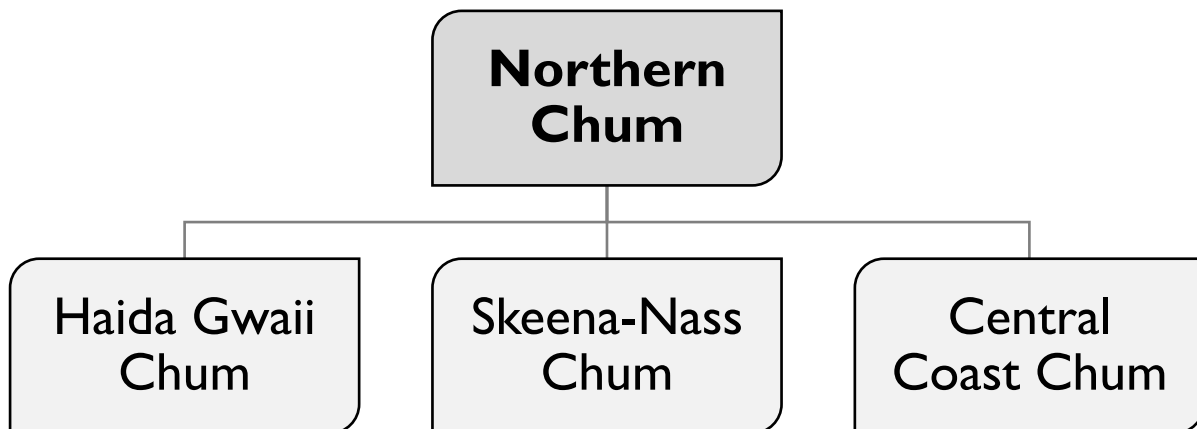 Northern
Chum
Haida Gwaii
Chum
Skeena-Nass
Chum
Central
Coast Chum